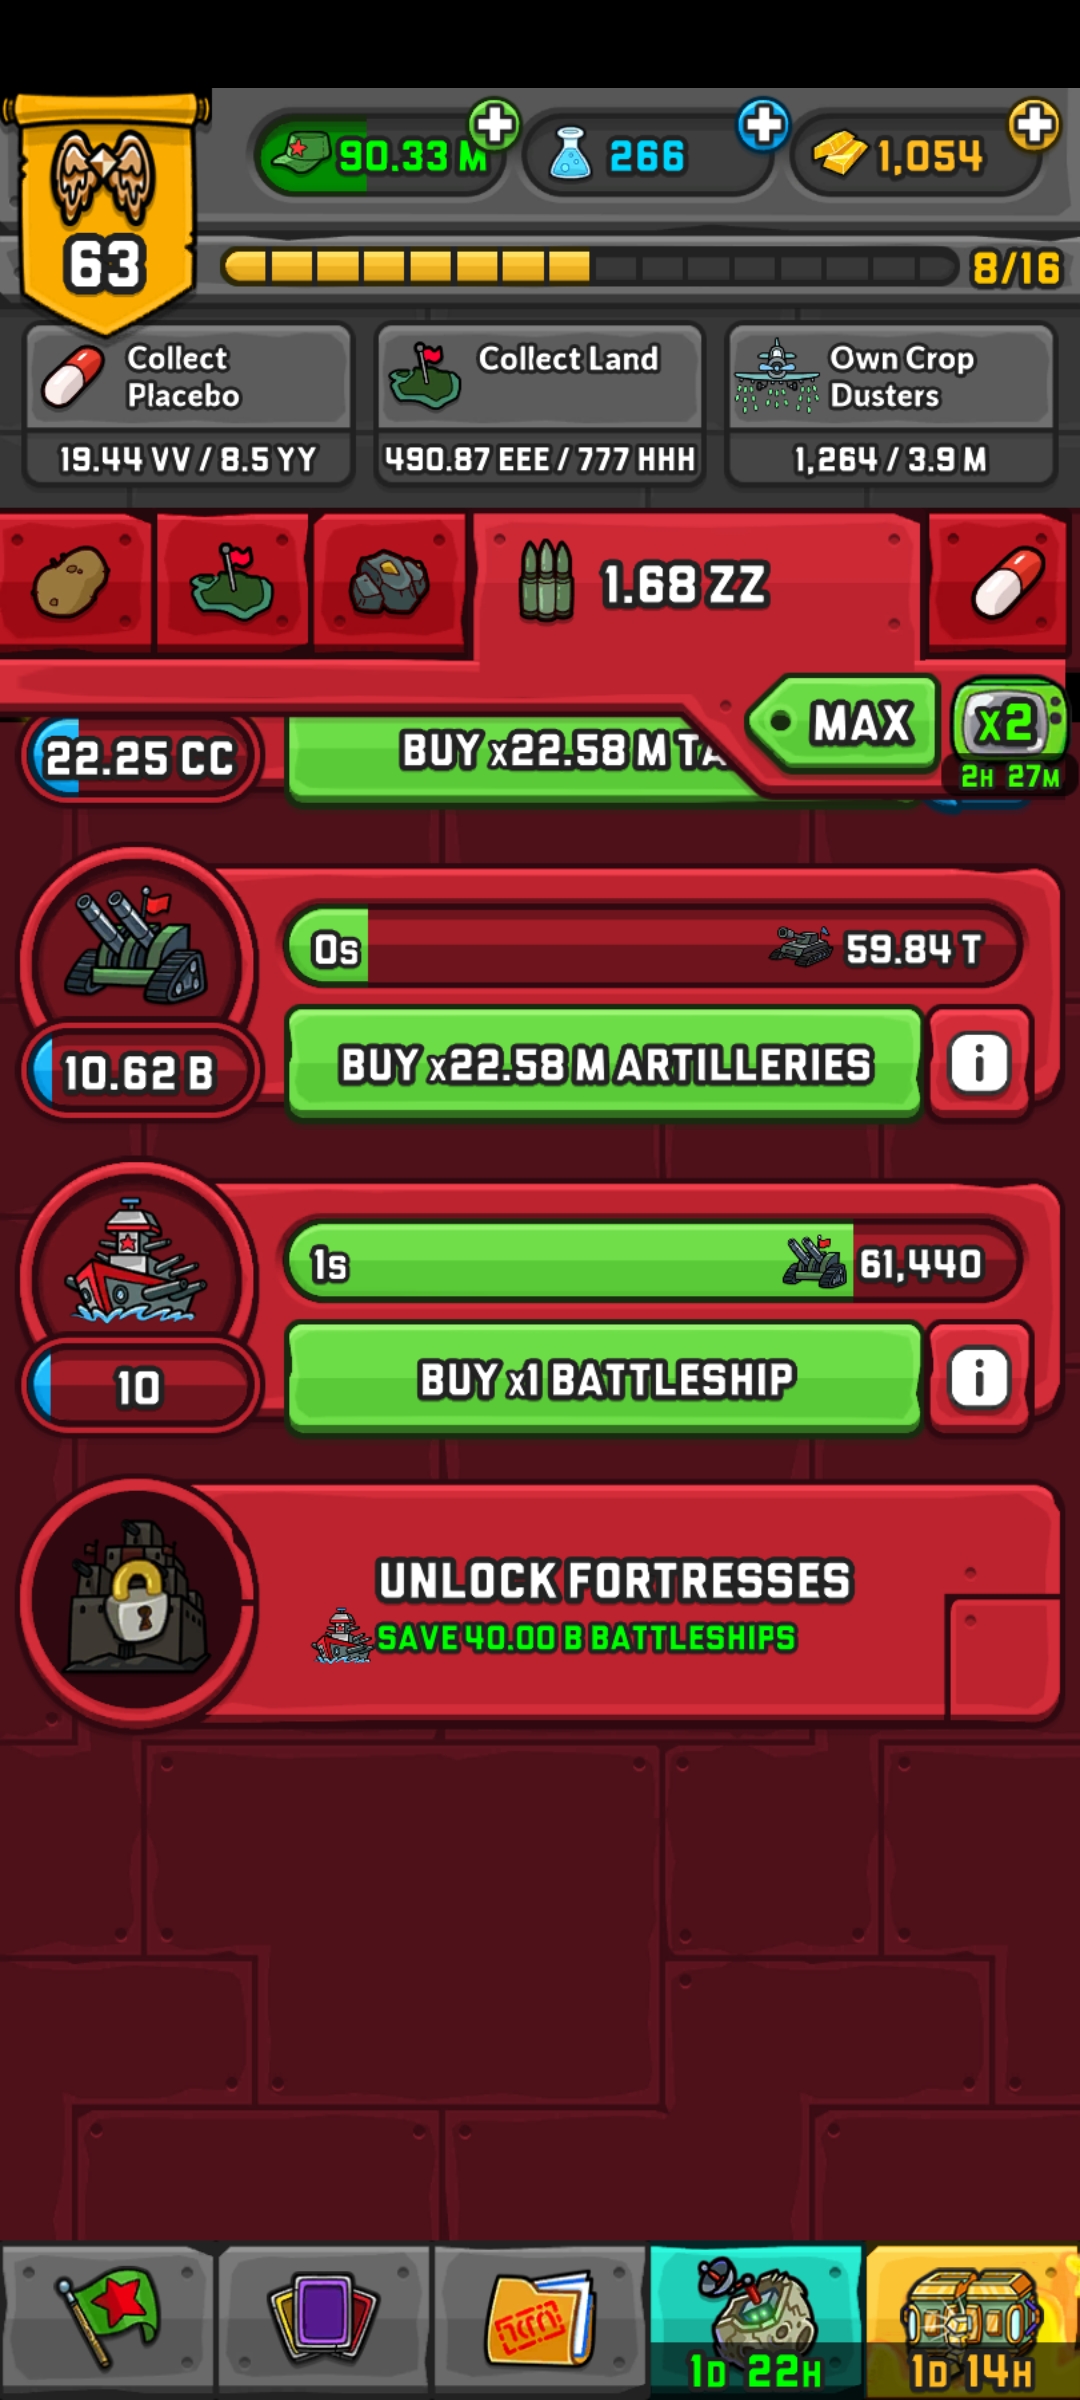 90.33 M
266
1,054
63
8/16
Collect
Placebo
19.44 VV / 8.5 YY
Collect Land
490.87 EEE / 777 HHH
Own Crop
Dusters
1,264 / 3.9 M
1.68 ZZ
MAX
x2
2H 27M
22.25 CC
BUY x22.58 M TA
0s
59.84 T
10.62 B
BUY x22.58 M ARTILLERIES
i
1s
61,440
10
BUY x1 BATTLESHIP
i
UNLOCK FORTRESSES
SAVE 40.00 B BATTLESHIPS
1D 22H
1D 14H